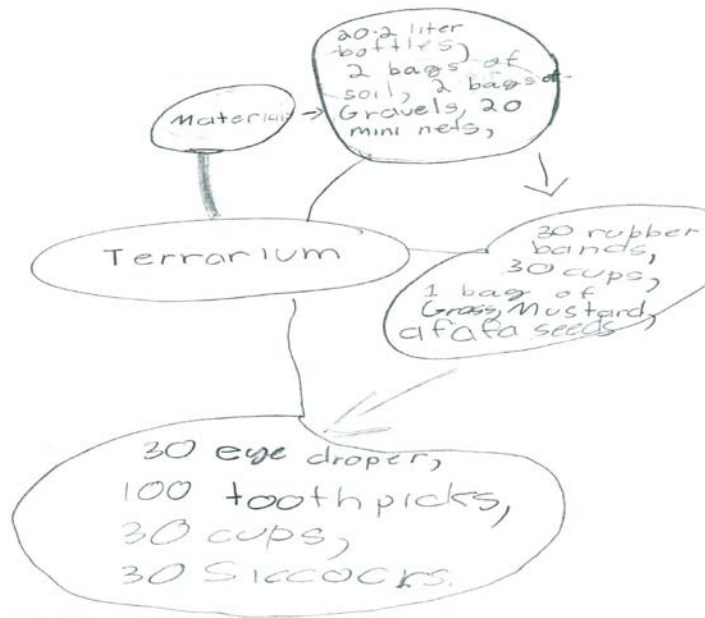 20-2 liter
bottles,
2 bags of
soil, 2 bags of
Gravels, 20
mini nets,
Materials
Terrarium
30 rubber
bands,
30 cups,
1 bag of
Grass, Mustard,
afafa seeds,
30 eye droper,
100 toothpicks,
30 cups,
30 Siccocrs.